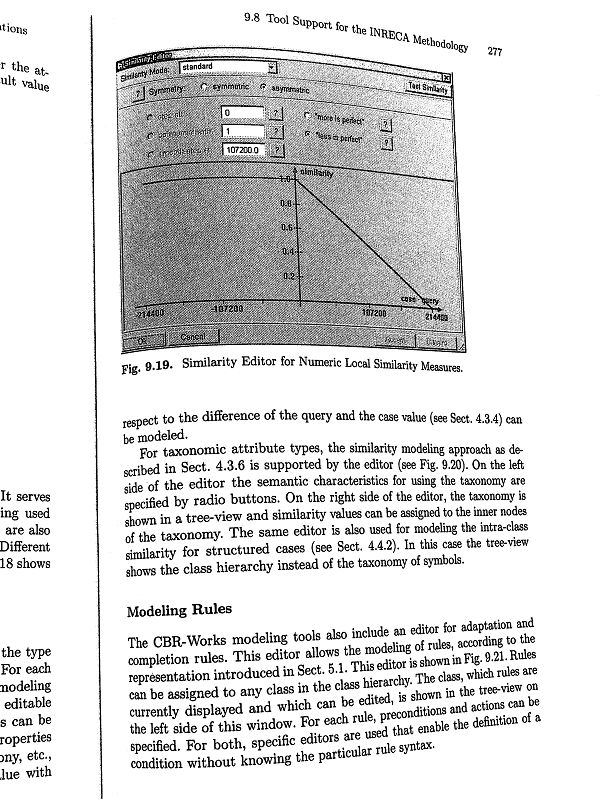 ations
r the at-
ult value
It serves
ing used
are also
Different
18 shows
the type
For each
modeling
editable
s can be
roperties
ony, etc.,
lue with
9.8 Tool Support for the INRECA Methodology 277
Similarity Editor
Similarity Mode: standard
Test Similarity
? Symmetry: symmetric asymmetric
0 ? "more is perfect" ?
1 ? "less is perfect" ?
107200.0 ?
similarity
1.0
0.8
0.6
0.4
0.2
case query
-214400 -107200 107200 214400
Cancel
Fig. 9.19. Similarity Editor for Numeric Local Similarity Measures.
respect to the difference of the query and the case value (see Sect. 4.3.4) can
be modeled.
For taxonomic attribute types, the similarity modeling approach as de-
scribed in Sect. 4.3.6 is supported by the editor (see Fig. 9.20). On the left
side of the editor the semantic characteristics for using the taxonomy are
specified by radio buttons. On the right side of the editor, the taxonomy is
shown in a tree-view and similarity values can be assigned to the inner nodes
of the taxonomy. The same editor is also used for modeling the intra-class
similarity for structured cases (see Sect. 4.4.2). In this case the tree-view
shows the class hierarchy instead of the taxonomy of symbols.
Modeling Rules
The CBR-Works modeling tools also include an editor for adaptation and
completion rules. This editor allows the modeling of rules, according to the
representation introduced in Sect. 5.1. This editor is shown in Fig. 9.21. Rules
can be assigned to any class in the class hierarchy. The class, which rules are
currently displayed and which can be edited, is shown in the tree-view on
the left side of this window. For each rule, preconditions and actions can be
specified. For both, specific editors are used that enable the definition of a
condition without knowing the particular rule syntax.